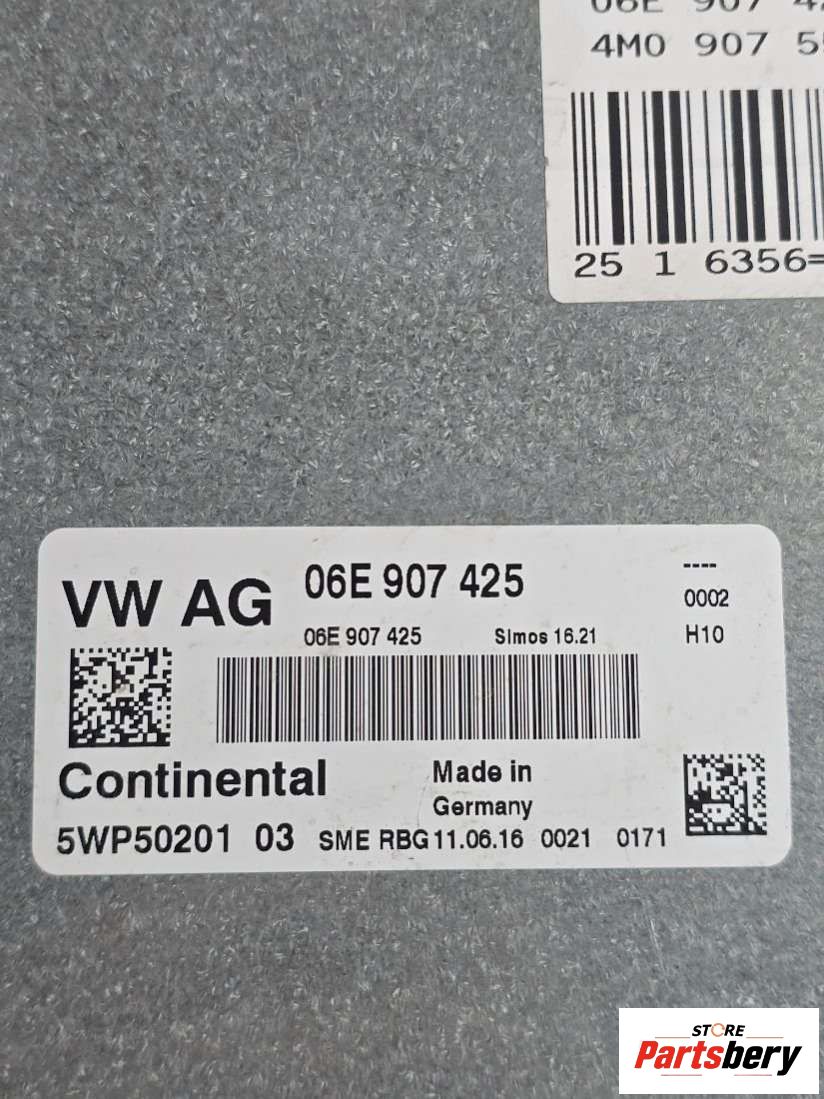 4M0 907 5
25 1 6356=
VW AG 06E 907 425 ----
0002
06E 907 425 Simos 16.21 H10
Continental Made in
Germany
5WP50201 03 SME RBG 11.06.16 0021 0171
STORE
Partsbery